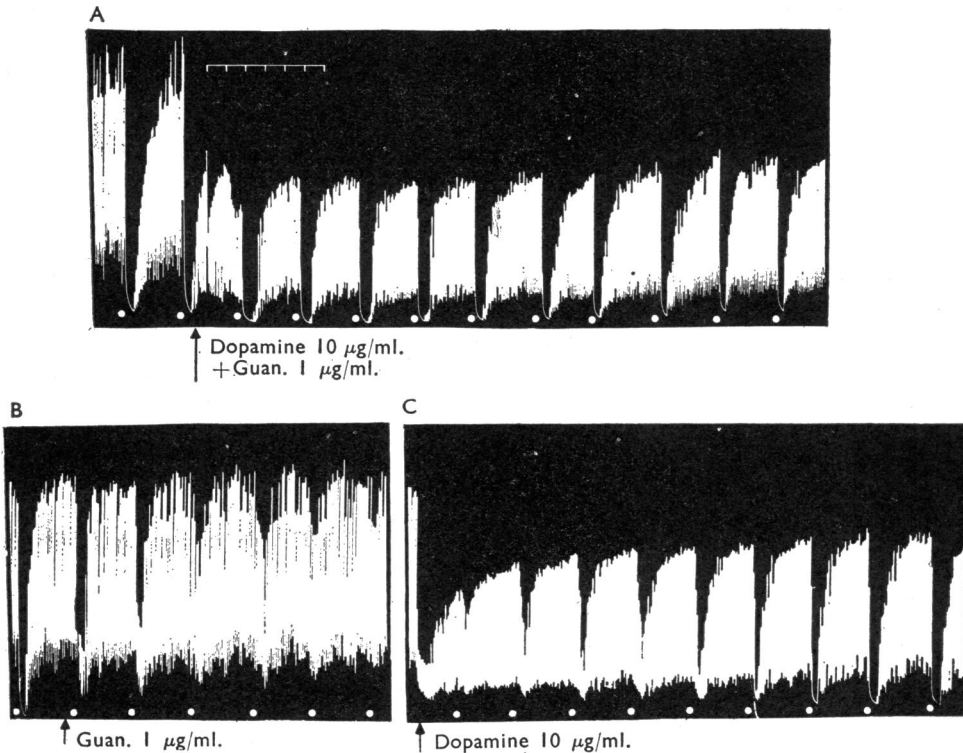 A
Dopamine 10 μg/ml.
+Guan. 1 μg/ml.
B
C
Guan. 1 μg/ml.
Dopamine 10 μg/ml.